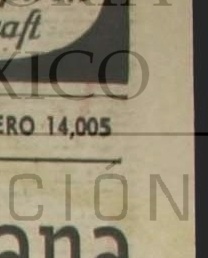 aft
XICO
ERO 14,005
CION
ana